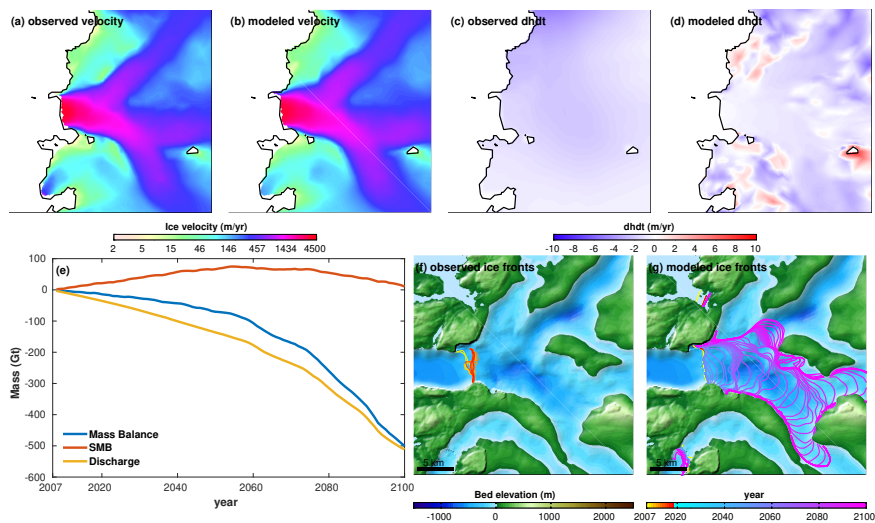 (a) observed velocity
(b) modeled velocity
(c) observed dhdt
(d) modeled dhdt
Ice velocity (m/yr)
2 5 15 46 146 457 1434 4500
dhdt (m/yr)
-10 -8 -6 -4 -2 0 2 4 6 8 10
(e)
100
0
-100
-200
-300
-400
-500
-600
Mass (Gt)
Mass Balance
SMB
Discharge
2007 2020 2040 2060 2080 2100
year
(f) observed ice fronts
5 km
(g) modeled ice fronts
5 km
Bed elevation (m)
-1000 0 1000 2000
year
2007 2020 2040 2060 2080 2100